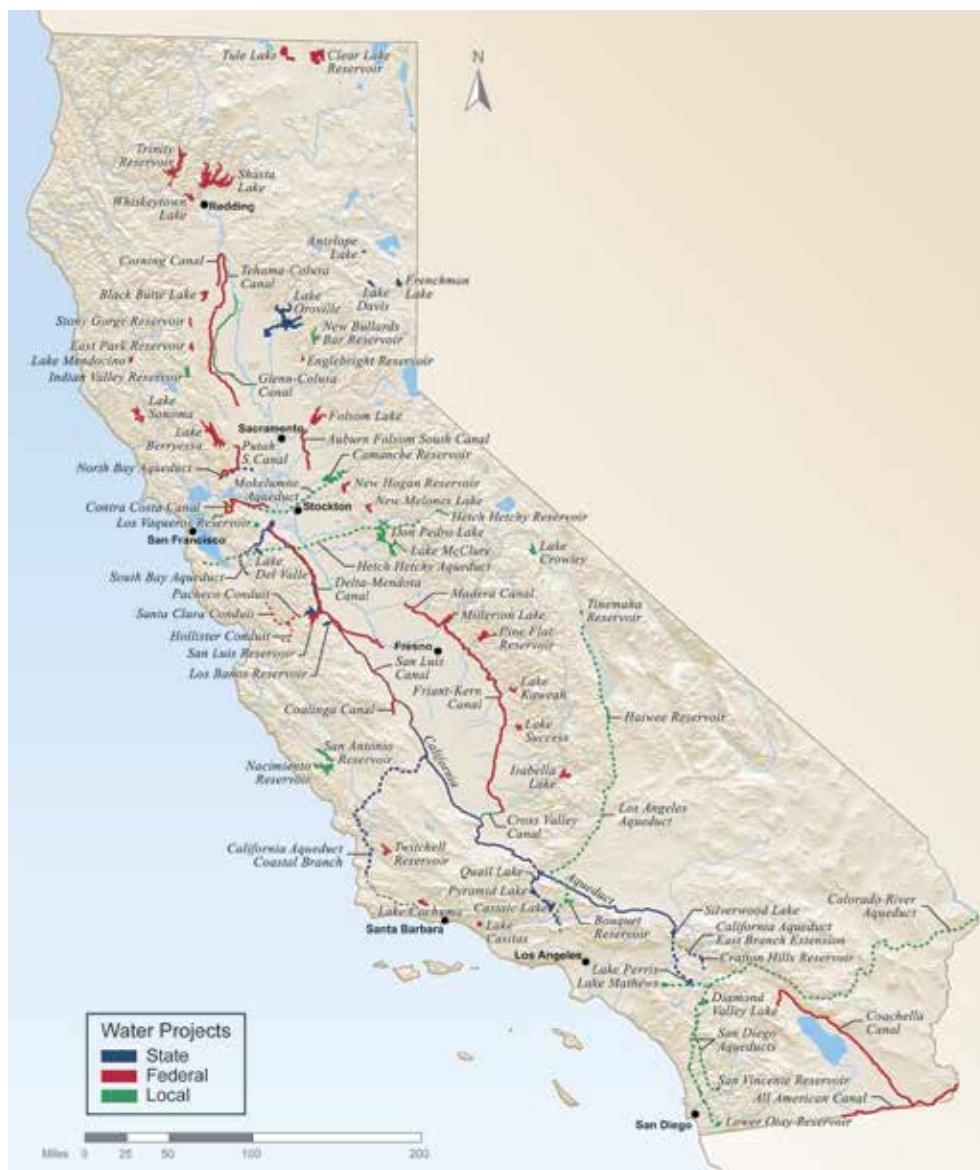 N
Tule Lake
Clear Lake
Reservoir
Trinity
Reservoir
Shasta
Lake
Whiskeytown
Lake
Redding
Antelope
Lake
Corning Canal
Tehama-Colusa
Canal
Frenchman
Lake
Lake
Davis
Black Butte Lake
Lake
Oroville
Stony Gorge Reservoir
New Bullards
Bar Reservoir
East Park Reservoir
Lake Mendocino
Englebright Reservoir
Indian Valley Reservoir
Glenn-Colusa
Canal
Lake
Sonoma
Folsom Lake
Sacramento
Lake
Berryessa
Putah
S. Canal
Auburn Folsom South Canal
Camanche Reservoir
North Bay Aqueduct
Mokelumne
Aqueduct
New Hogan Reservoir
New Melones Lake
Contra Costa Canal
Stockton
Hetch Hetchy Reservoir
Los Vaqueros Reservoir
San Francisco
Don Pedro Lake
Lake McClure
Lake
Crowley
South Bay Aqueduct
Lake
Del Valle
Hetch Hetchy Aqueduct
Delta-Mendota
Canal
Pacheco Conduit
Madera Canal
Tinemaha
Reservoir
Santa Clara Conduit
Millerton Lake
Hollister Conduit
Pine Flat
Reservoir
San Luis Reservoir
Fresno
Los Banos Reservoir
San Luis
Canal
Lake
Kaweah
Friant-Kern
Canal
Coalinga Canal
Haiwee Reservoir
Lake
Success
San Antonio
Reservoir
California
Nacimiento
Reservoir
Isabella
Lake
Los Angeles
Aqueduct
Cross Valley
Canal
California Aqueduct
Coastal Branch
Twitchell
Reservoir
Quail Lake
Aqueduct
Pyramid Lake
Colorado River
Aqueduct
Castaic Lake
Lake Cachuma
Silverwood Lake
Santa Barbara
Lake
Casitas
Bouquet
Reservoir
California Aqueduct
East Branch Extension
Los Angeles
Crafton Hills Reservoir
Lake Perris
Lake Mathews
Diamond
Valley Lake
Coachella
Canal
San Diego
Aqueducts
San Vincente Reservoir
All American Canal
San Diego
Lower Otay Reservoir
Water Projects
State
Federal
Local
Miles 0 25 50 100 200